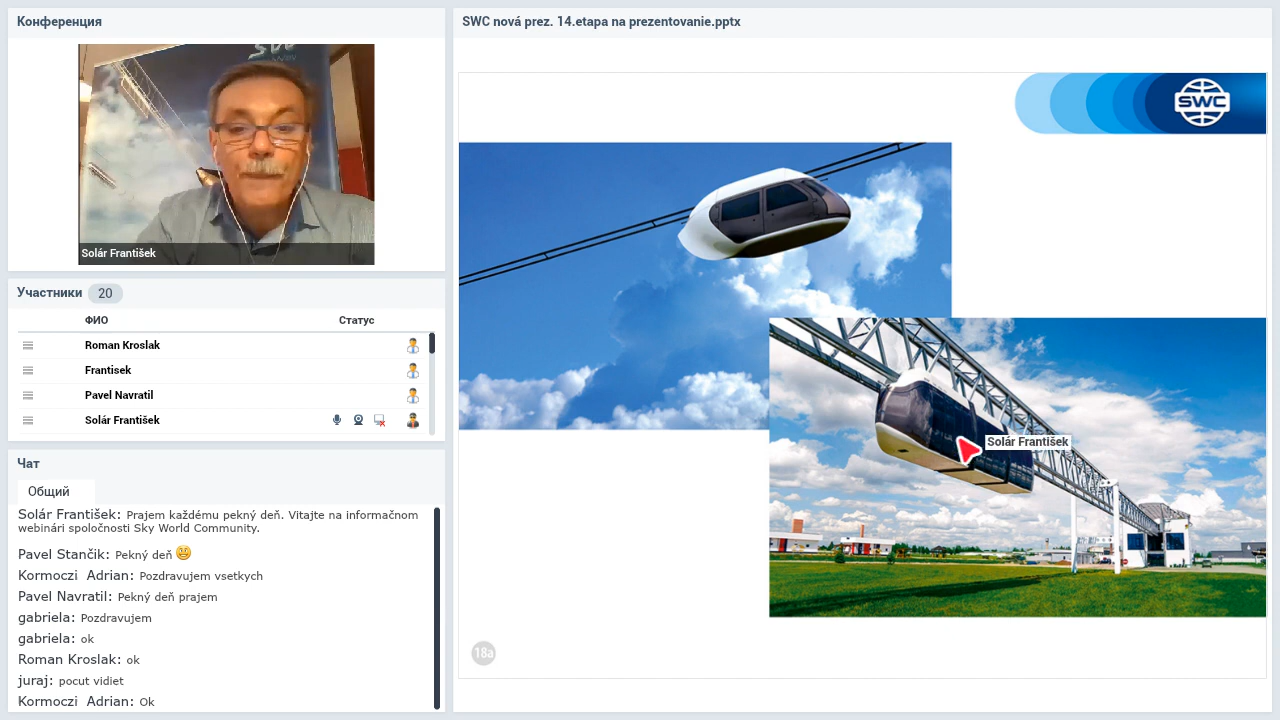 Конференция
Solár František
Участники 20
ФИО Статус
Roman Kroslak
Frantisek
Pavel Navratil
Solár František
Чат
Общий
Solár František: Prajem každému pekný deň. Vitajte na informačnom
webinári spoločnosti Sky World Community.
Pavel Stančik: Pekný deň
Kormoczi Adrian: Pozdravujem vsetkych
Pavel Navratil: Pekný deň prajem
gabriela: Pozdravujem
gabriela: ok
Roman Kroslak: ok
juraj: pocut vidiet
Kormoczi Adrian: Ok
SWC nová prez. 14.etapa na prezentovanie.pptx
SWC
Solár František
18a